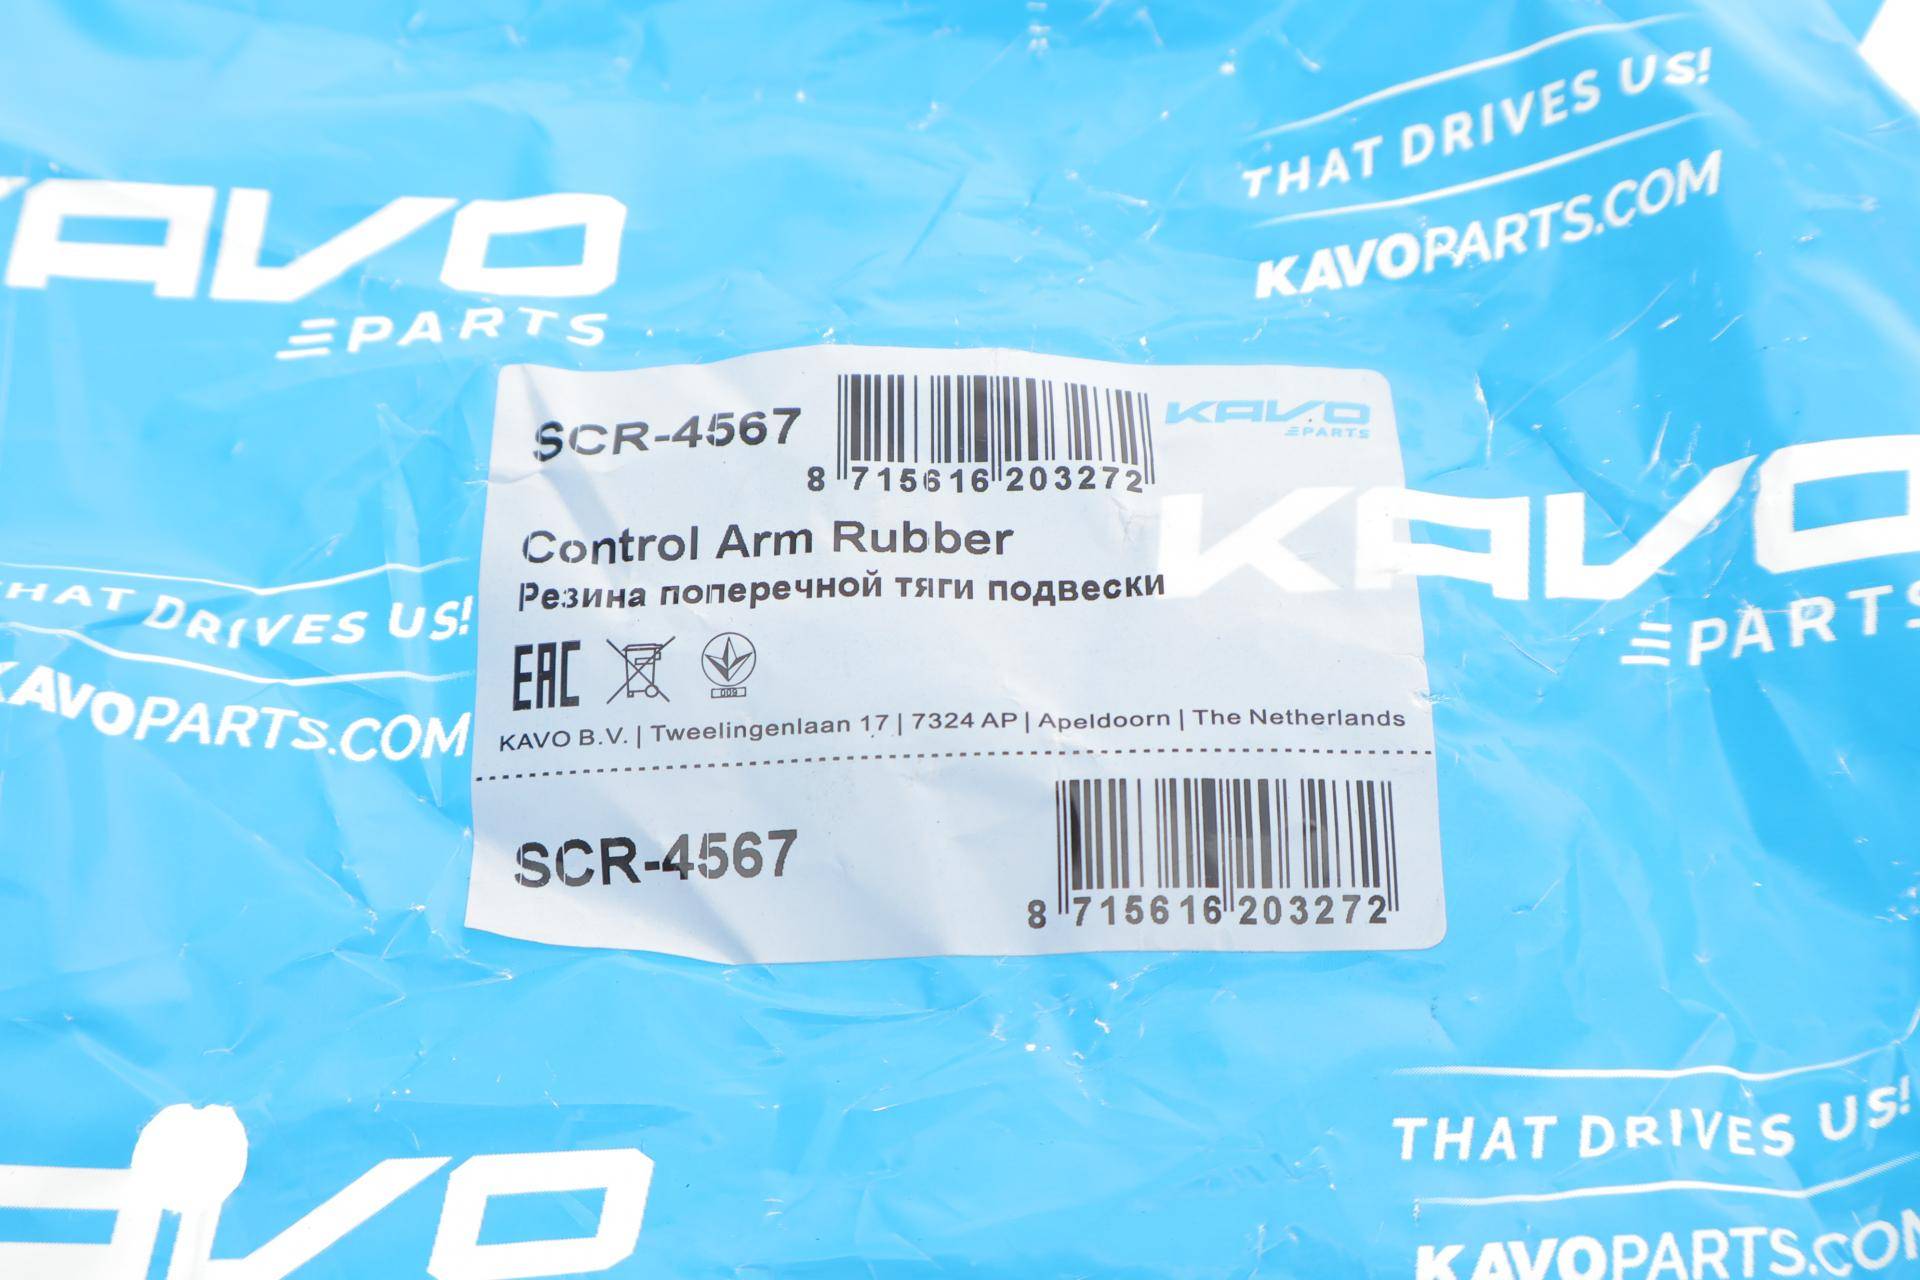 THAT DRIVES US!
KAVOPARTS.COM
KAVO
PARTS
SCR-4567
8 715616 203272
KAVO
PARTS
Control Arm Rubber
Резина поперечной тяги подвески
KAVO
PARTS
THAT DRIVES US!
KAVOPARTS.COM
EAC
009
KAVO B.V. | Tweelingenlaan 17 | 7324 AP | Apeldoorn | The Netherlands
SCR-4567
8 715616 203272
THAT DRIVES US!
KAVOPARTS.COM
AVO